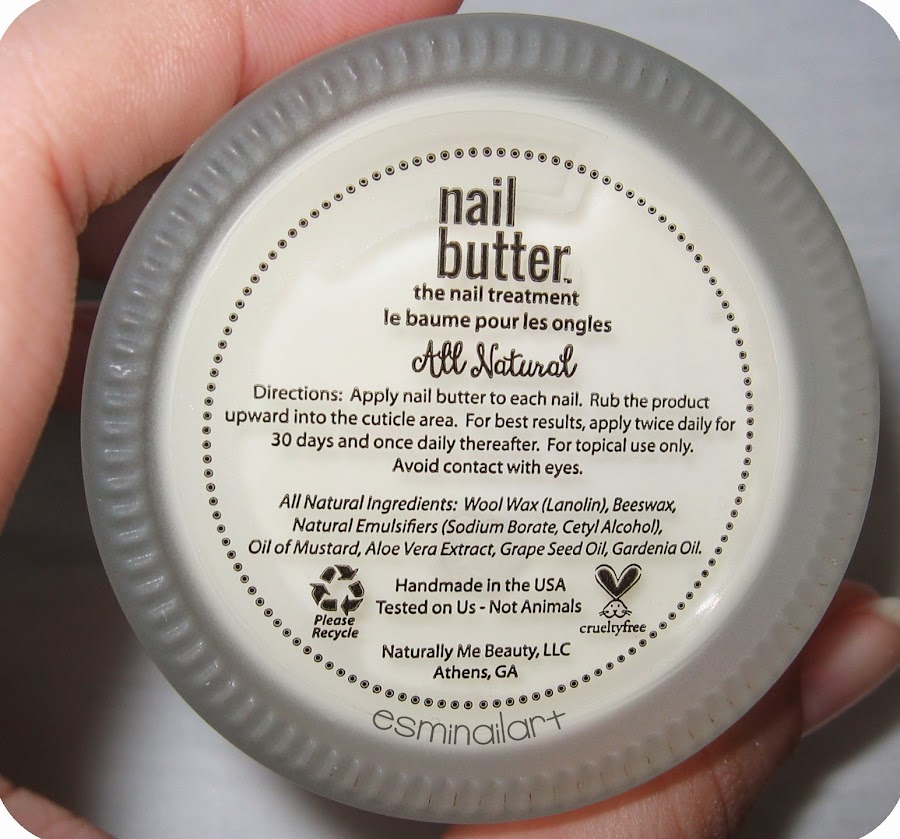 nail
butter™
the nail treatment
le baume pour les ongles
All Natural
Directions: Apply nail butter to each nail. Rub the product
upward into the cuticle area. For best results, apply twice daily for
30 days and once daily thereafter. For topical use only.
Avoid contact with eyes.
All Natural Ingredients: Wool Wax (Lanolin), Beeswax,
Natural Emulsifiers (Sodium Borate, Cetyl Alcohol),
Oil of Mustard, Aloe Vera Extract, Grape Seed Oil, Gardenia Oil.
Please
Recycle
Handmade in the USA
Tested on Us - Not Animals
crueltyfree
Naturally Me Beauty, LLC
Athens, GA
esminailart